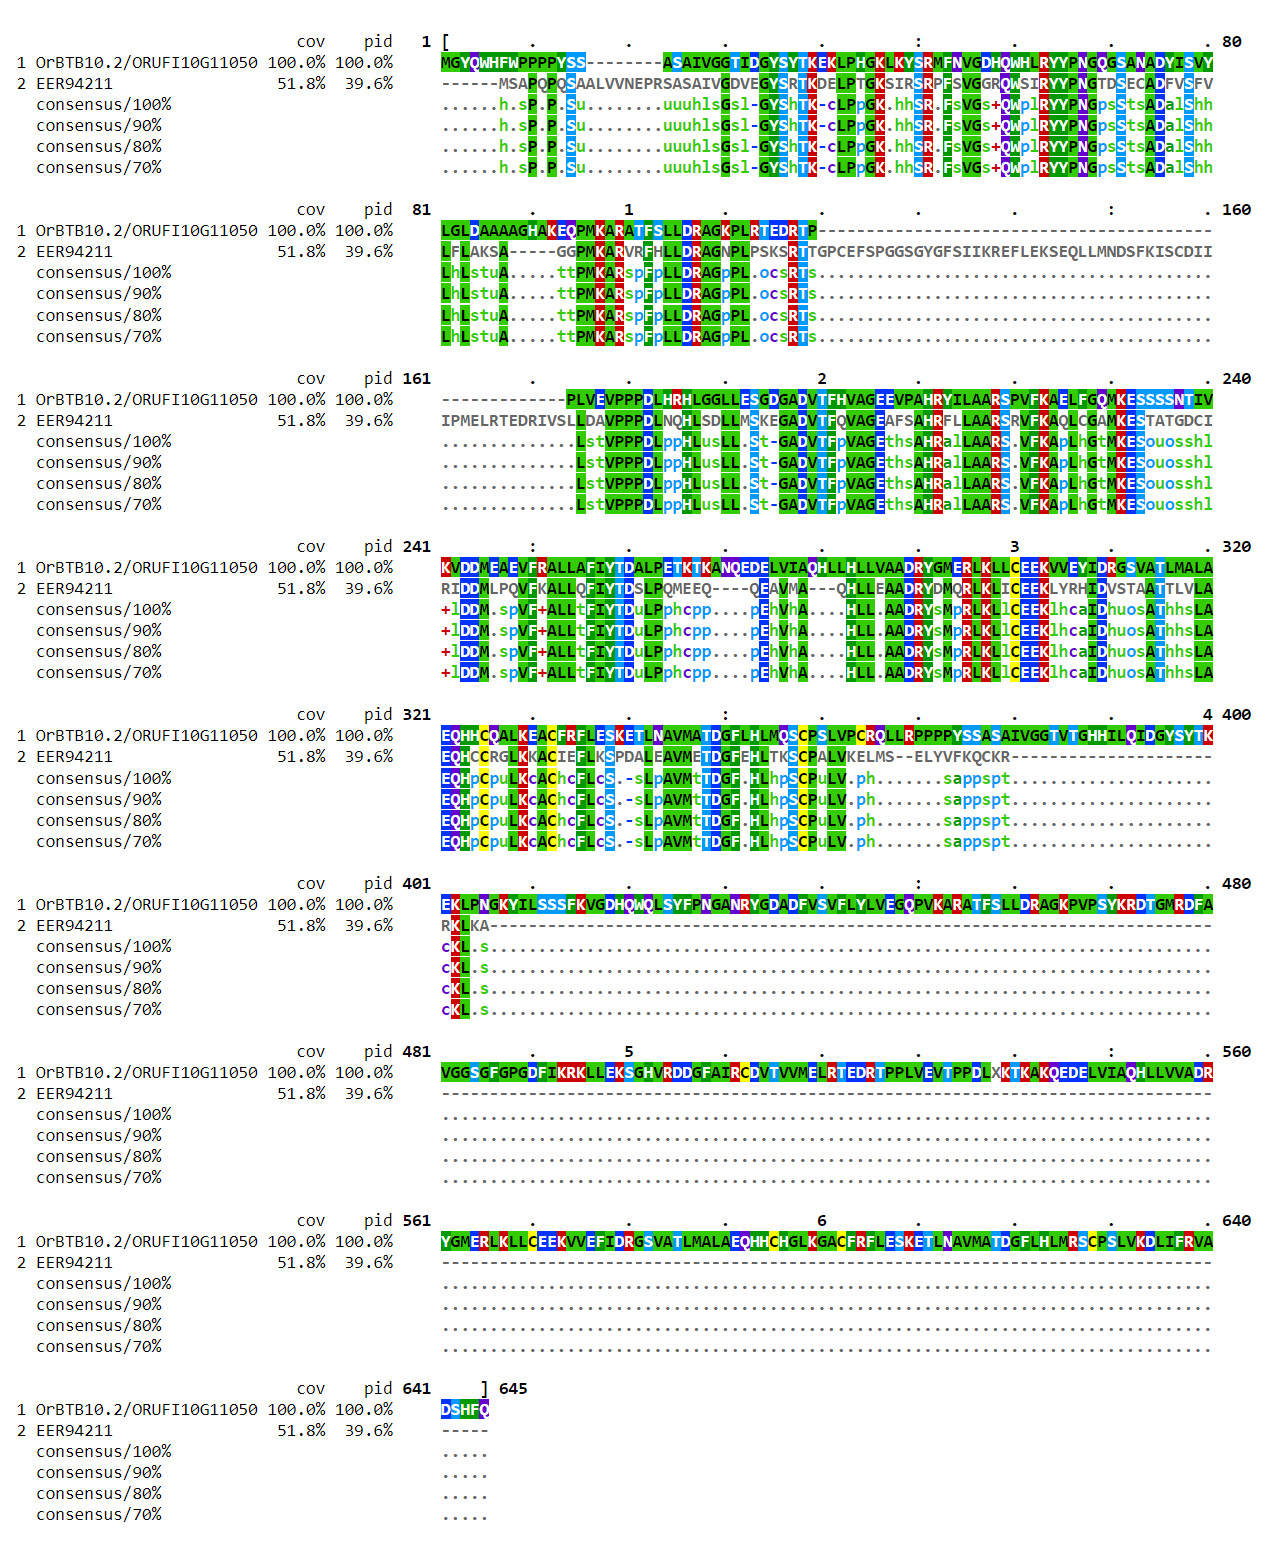 cov pid 1 [ . . . . : . . . 80
1 OrBTB10.2/ORUFI10G11050 100.0% 100.0% MGYQWHFWPPPPYSS--------ASAIVGGTIDGYSYTKEKLPHGKLKYSRMFNVGDHQWHLRYYPNGQGSANADYISVY
2 EER94211 51.8% 39.6% ------MSAPQPQSAALVVNEPRSASAIVGDVEGYSRTKDELPTGKSIRSRPFSVGGRQWSIRYYPNGTDSECADFVSFV
consensus/100% ......h.sP.P.Su........uuuhlsGsl-GYShTK-cLPpGK.hhSR.FsVGs+QWplRYYPNGpsStsADalShh
consensus/90% ......h.sP.P.Su........uuuhlsGsl-GYShTK-cLPpGK.hhSR.FsVGs+QWplRYYPNGpsStsADalShh
consensus/80% ......h.sP.P.Su........uuuhlsGsl-GYShTK-cLPpGK.hhSR.FsVGs+QWplRYYPNGpsStsADalShh
consensus/70% ......h.sP.P.Su........uuuhlsGsl-GYShTK-cLPpGK.hhSR.FsVGs+QWplRYYPNGpsStsADalShh
cov pid 81 . 1 . . . . : . 160
1 OrBTB10.2/ORUFI10G11050 100.0% 100.0% LGLDAAAAGHAKEQPMKARATFSLLDRAGKPLRTEDRTP-----------------------------------------
2 EER94211 51.8% 39.6% LFLAKSA-----GGPMKARVRFHLLDRAGNPLPSKSRTTGPCEFSPGGSGYGFSIIKREFLEKSEQLLMNDSFKISCDII
consensus/100% LhLstuA.....ttPMKARspFpLLDRAGpPL.ocsRTs.........................................
consensus/90% LhLstuA.....ttPMKARspFpLLDRAGpPL.ocsRTs.........................................
consensus/80% LhLstuA.....ttPMKARspFpLLDRAGpPL.ocsRTs.........................................
consensus/70% LhLstuA.....ttPMKARspFpLLDRAGpPL.ocsRTs.........................................
cov pid 161 . . . 2 . . : . 240
1 OrBTB10.2/ORUFI10G11050 100.0% 100.0% -------------PLVEVPPPDLHRHLGGLLESGDGADVTFHVAGEEVPAHRYILAARSPVFKAELFGQMKESSSSNTIV
2 EER94211 51.8% 39.6% IPMELRTEDRIVSLLDAVPPPDLNQHLSDLLMSKEGADVTFQVAGEAFSAHRFLLAARSRVFKAQLCGAMKESTATGDCI
consensus/100% ..............LstVPPPDLppHLusLL.St-GADVTFpVAGEthsAHRalLAARS.VFKAplhGtMKESouosshl
consensus/90% ..............LstVPPPDLppHLusLL.St-GADVTFpVAGEthsAHRalLAARS.VFKAplhGtMKESouosshl
consensus/80% ..............LstVPPPDLppHLusLL.St-GADVTFpVAGEthsAHRalLAARS.VFKAplhGtMKESouosshl
consensus/70% ..............LstVPPPDLppHLusLL.St-GADVTFpVAGEthsAHRalLAARS.VFKAplhGtMKESouosshl
cov pid 241 : . . . . 3 . . 320
1 OrBTB10.2/ORUFI10G11050 100.0% 100.0% KVDDMEAEVFRALLAFIYTDALPETKTKANQEDELVIAQHLLHLLVAADRYGMERLKLLCEEKVVEYIDRGSVATLMALA
2 EER94211 51.8% 39.6% RIDDMLPQVFKALLQFIYTDSLPQMEEQ----QEAVMA---QHLLEAADRYDMQRLKLICEEKLYRHIDVSTAATTLVLA
consensus/100% +lDDM.spVF+ALLtFIYTDuLPphcpp....pEhVhA....HLL.AADRYsMpRLKLlCEEKlhcaIDhuosAThhsLA
consensus/90% +lDDM.spVF+ALLtFIYTDuLPphcpp....pEhVhA....HLL.AADRYsMpRLKLlCEEKlhcaIDhuosAThhsLA
consensus/80% +lDDM.spVF+ALLtFIYTDuLPphcpp....pEhVhA....HLL.AADRYsMpRLKLlCEEKlhcaIDhuosAThhsLA
consensus/70% +lDDM.spVF+ALLtFIYTDuLPphcpp....pEhVhA....HLL.AADRYsMpRLKLlCEEKlhcaIDhuosAThhsLA
cov pid 321 . . : . . . . 4 400
1 OrBTB10.2/ORUFI10G11050 100.0% 100.0% EQHHCQALKEACFRFLESKETLNAVMATDGFLHLMQSCPSLVPCRQLLRPPPPYSSASAIVGGTVTGHHILQIDGYSYTK
2 EER94211 51.8% 39.6% EQHCCRGLKKACIEFLKSPDALEAVMETDGFEHLTKSCPALVKELMS--ELYVFKQCKR---------------------
consensus/100% EQHpCpuLKcAChcFLcS.-sLpAVMtTDGF.HLhpSCPuLV.ph.......sappspt.....................
consensus/90% EQHpCpuLKcAChcFLcS.-sLpAVMtTDGF.HLhpSCPuLV.ph.......sappspt.....................
consensus/80% EQHpCpuLKcAChcFLcS.-sLpAVMtTDGF.HLhpSCPuLV.ph.......sappspt.....................
consensus/70% EQHpCpuLKcAChcFLcS.-sLpAVMtTDGF.HLhpSCPuLV.ph.......sappspt.....................
cov pid 401 . . . . : . . . 480
1 OrBTB10.2/ORUFI10G11050 100.0% 100.0% EKLPNGKYILSSSFKVGDHQWQLSYFPNGANRYGDADFVSVFLYLVEGQPVKARATFSLLDRAGKPVPSYKRDTGMRDFA
2 EER94211 51.8% 39.6% RKLKA---------------------------------------------------------------------------
consensus/100% cKL.s...........................................................................
consensus/90% cKL.s...........................................................................
consensus/80% cKL.s...........................................................................
consensus/70% cKL.s...........................................................................
cov pid 481 . 5 . . . . : . 560
1 OrBTB10.2/ORUFI10G11050 100.0% 100.0% VGGSGFGPGDFIKRKLLEKSGHVRDDGFAIRCDVTVVMELRTEDRTPPLVEVTPPDLXKTKAKQEDELVIAQHLLVVADR
2 EER94211 51.8% 39.6% --------------------------------------------------------------------------------
consensus/100% ................................................................................
consensus/90% ................................................................................
consensus/80% ................................................................................
consensus/70% ................................................................................
cov pid 561 . . . 6 . . : . 640
1 OrBTB10.2/ORUFI10G11050 100.0% 100.0% YGMERLKLLCEEKVVEFIDRGSVATLMALAEQHHCHGLKGACFRFLESKETLNAVMATDGFLHLMRSCPSLVKDLIFRVA
2 EER94211 51.8% 39.6% --------------------------------------------------------------------------------
consensus/100% ................................................................................
consensus/90% ................................................................................
consensus/80% ................................................................................
consensus/70% ................................................................................
cov pid 641 ] 645
1 OrBTB10.2/ORUFI10G11050 100.0% 100.0% DSHFQ
2 EER94211 51.8% 39.6% -----
consensus/100% .....
consensus/90% .....
consensus/80% .....
consensus/70% .....